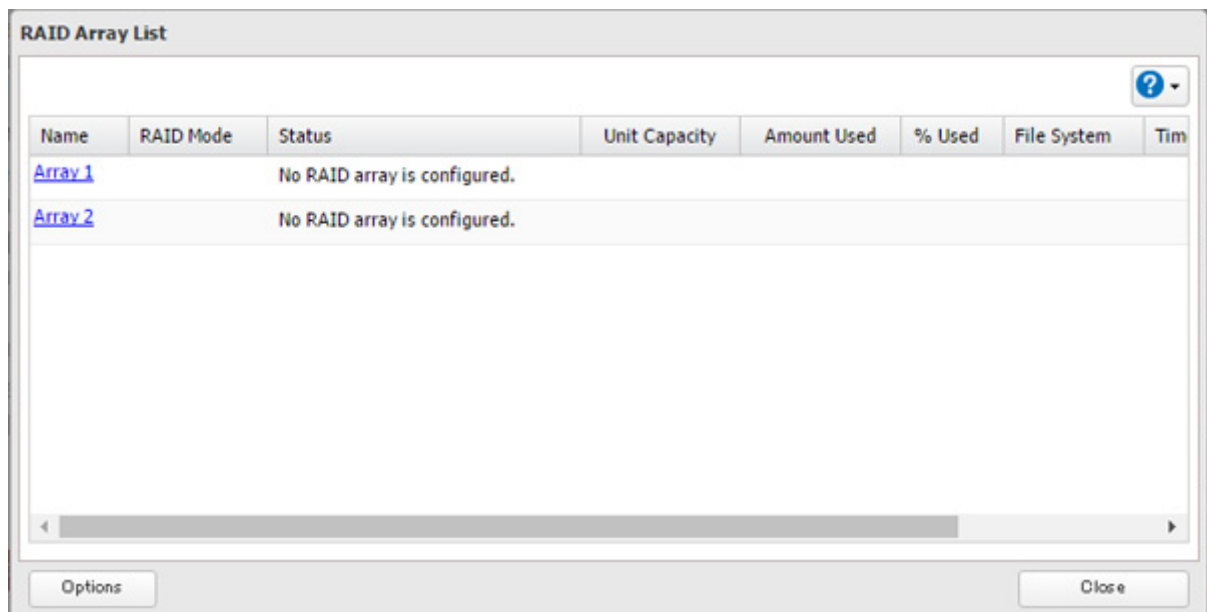 RAID Array List
?
Name RAID Mode Status Unit Capacity Amount Used % Used File System Tim
Array 1 No RAID array is configured.
Array 2 No RAID array is configured.
Options Close